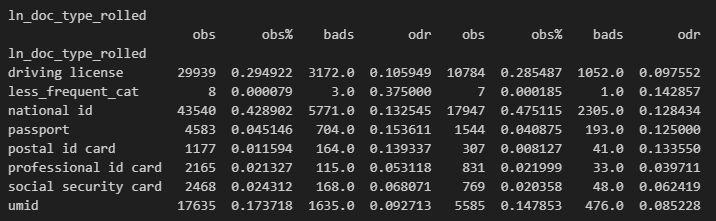 ln_doc_type_rolled
obs obs% bads odr obs obs% bads odr
ln_doc_type_rolled
driving license 29939 0.294922 3172.0 0.105949 10784 0.285487 1052.0 0.097552
less_frequent_cat 8 0.000079 3.0 0.375000 7 0.000185 1.0 0.142857
national id 43540 0.428902 5771.0 0.132545 17947 0.475115 2305.0 0.128434
passport 4583 0.045146 704.0 0.153611 1544 0.040875 193.0 0.125000
postal id card 1177 0.011594 164.0 0.139337 307 0.008127 41.0 0.133550
professional id card 2165 0.021327 115.0 0.053118 831 0.021999 33.0 0.039711
social security card 2468 0.024312 168.0 0.068071 769 0.020358 48.0 0.062419
umid 17635 0.173718 1635.0 0.092713 5585 0.147853 476.0 0.085228